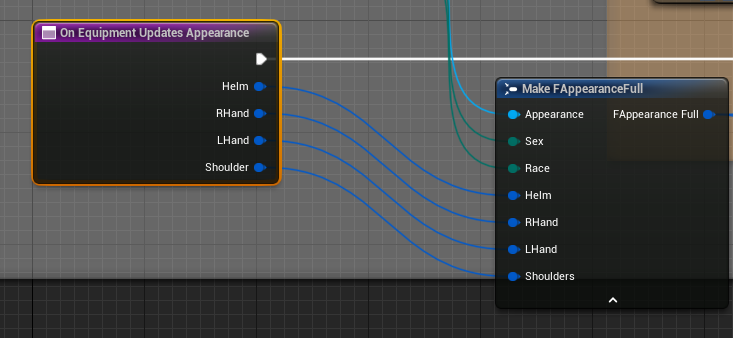 On Equipment Updates Appearance
Helm
RHand
LHand
Shoulder
Make FAppearanceFull
Appearance
FAppearance Full
Sex
Race
Helm
RHand
LHand
Shoulders